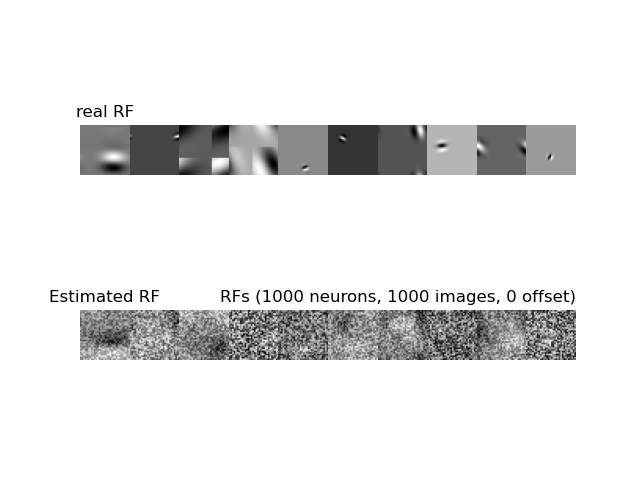 real RF
Estimated RF
RFs (1000 neurons, 1000 images, 0 offset)